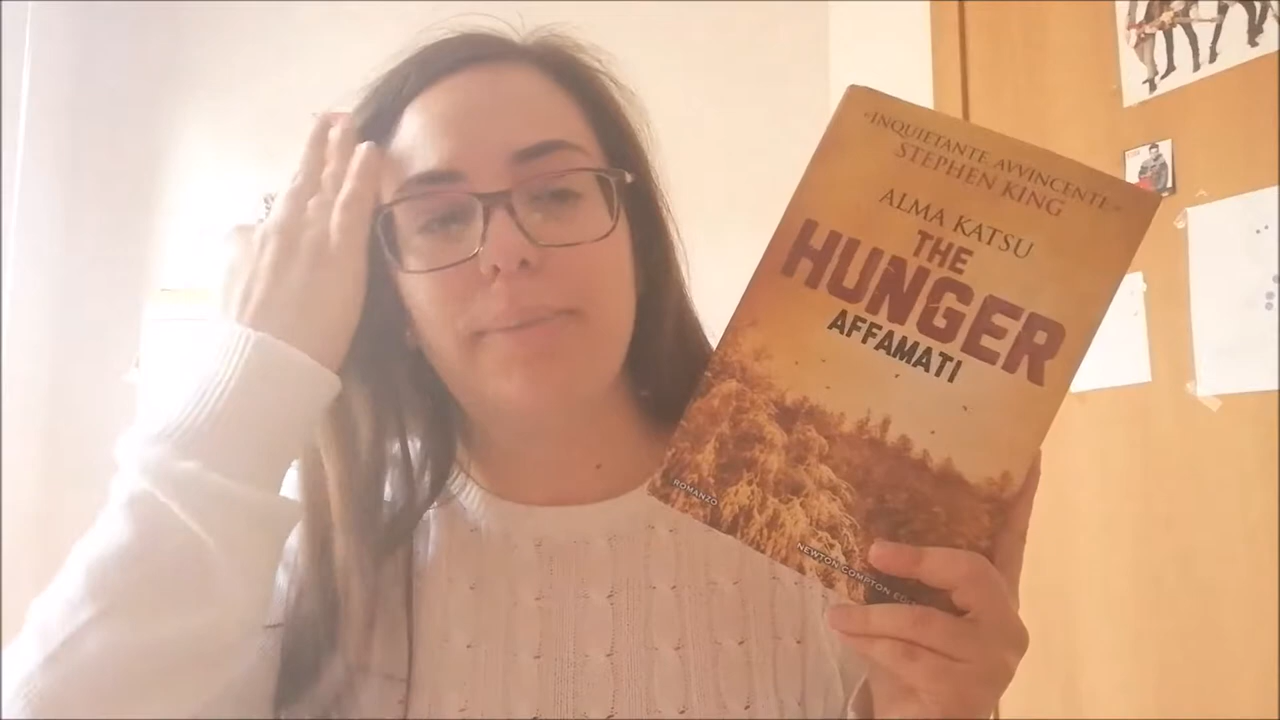 «INQUIETANTE, AVVINCENTE.»
STEPHEN KING
ALMA KATSU
THE
HUNGER
AFFAMATI
ROMANZO
NEWTON COMPTON